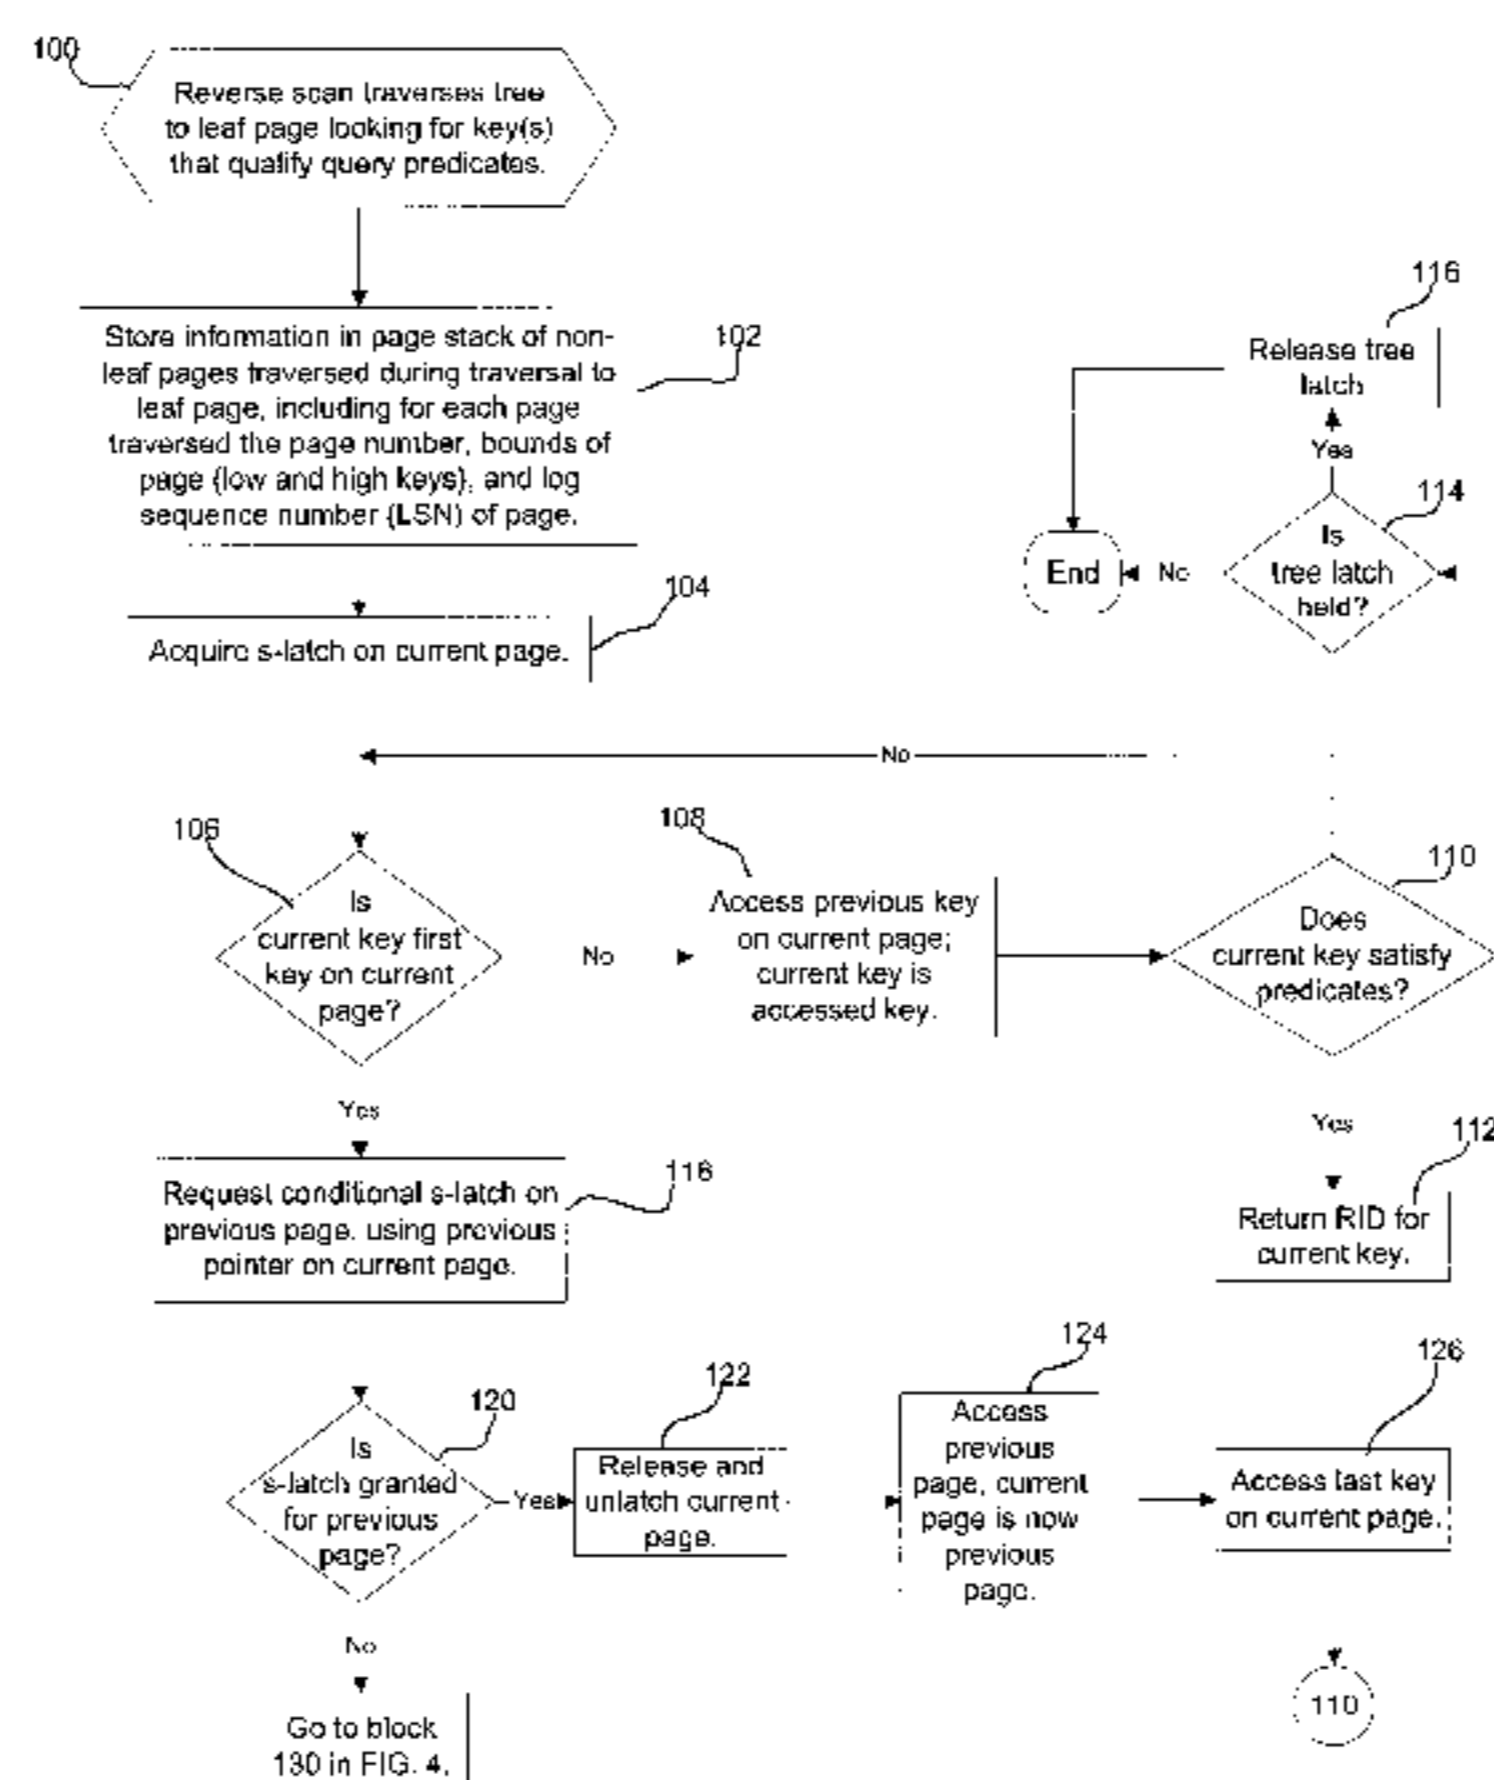 100
Reverse scan traverses tree
to leaf page looking for key(s)
that qualify query predicates.
Store information in page stack of non-
leaf pages traversed during traversal to
leaf page, including for each page
traversed the page number, bounds of
page (low and high keys), and log
sequence number (LSN) of page.
102
Acquire s-latch on current page.
104
116
Release tree
latch
Yes
114
Is
tree latch
held?
No
End
No
106
Is
current key first
key on current
page?
No
108
Access previous key
on current page;
current key is
accessed key.
110
Does
current key satisfy
predicates?
Yes
Yes
112
Return RID for
current key.
Request conditional s-latch on
previous page, using previous
pointer on current page.
116
120
Is
s-latch granted
for previous
page?
Yes
122
Release and
unlatch current
page.
124
Access
previous
page, current
page is now
previous
page.
126
Access last key
on current page.
110
No
Go to block
130 in FIG. 4.